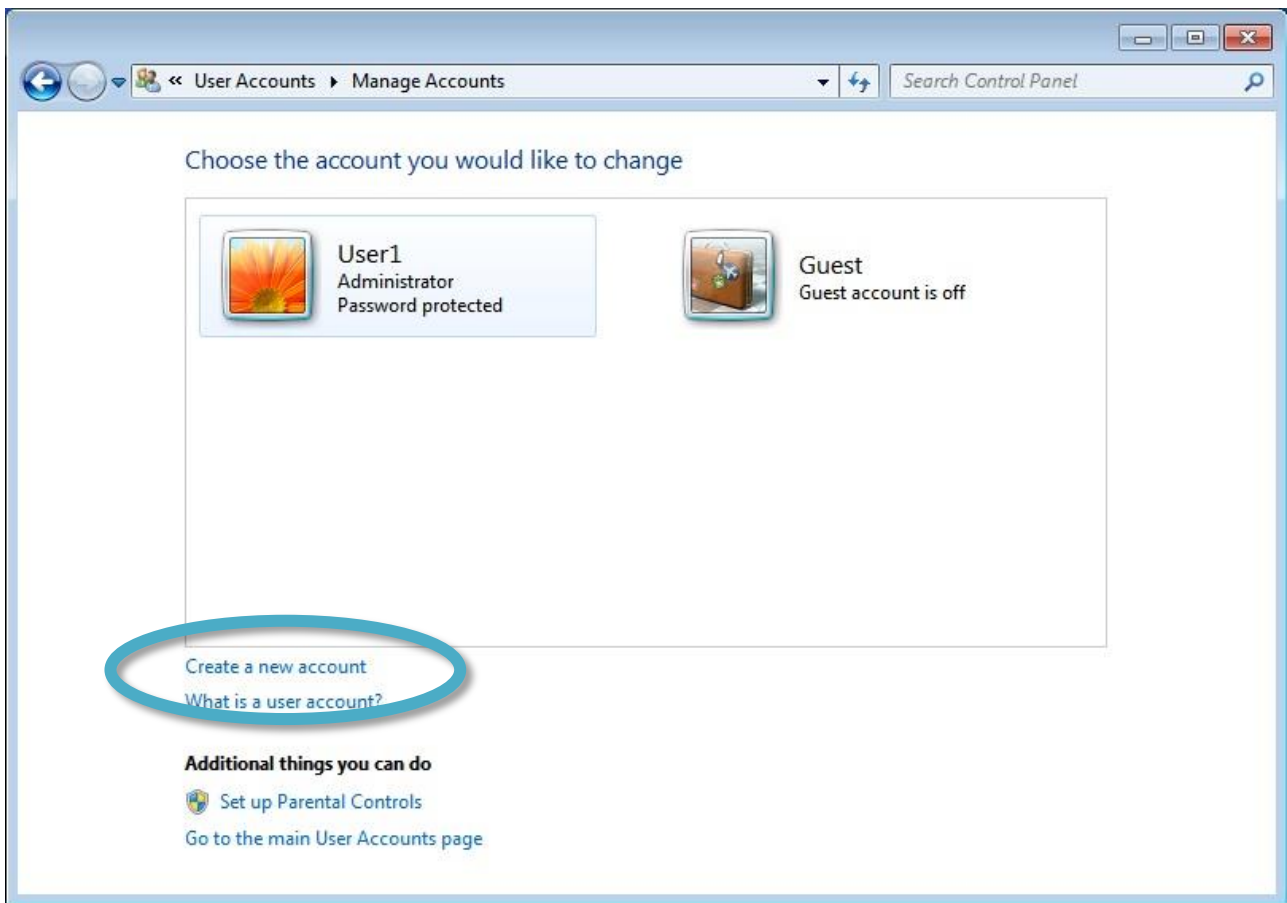 « User Accounts ▸ Manage Accounts
Search Control Panel
Choose the account you would like to change
User1
Administrator
Password protected
Guest
Guest account is off
Create a new account
What is a user account?
Additional things you can do
Set up Parental Controls
Go to the main User Accounts page